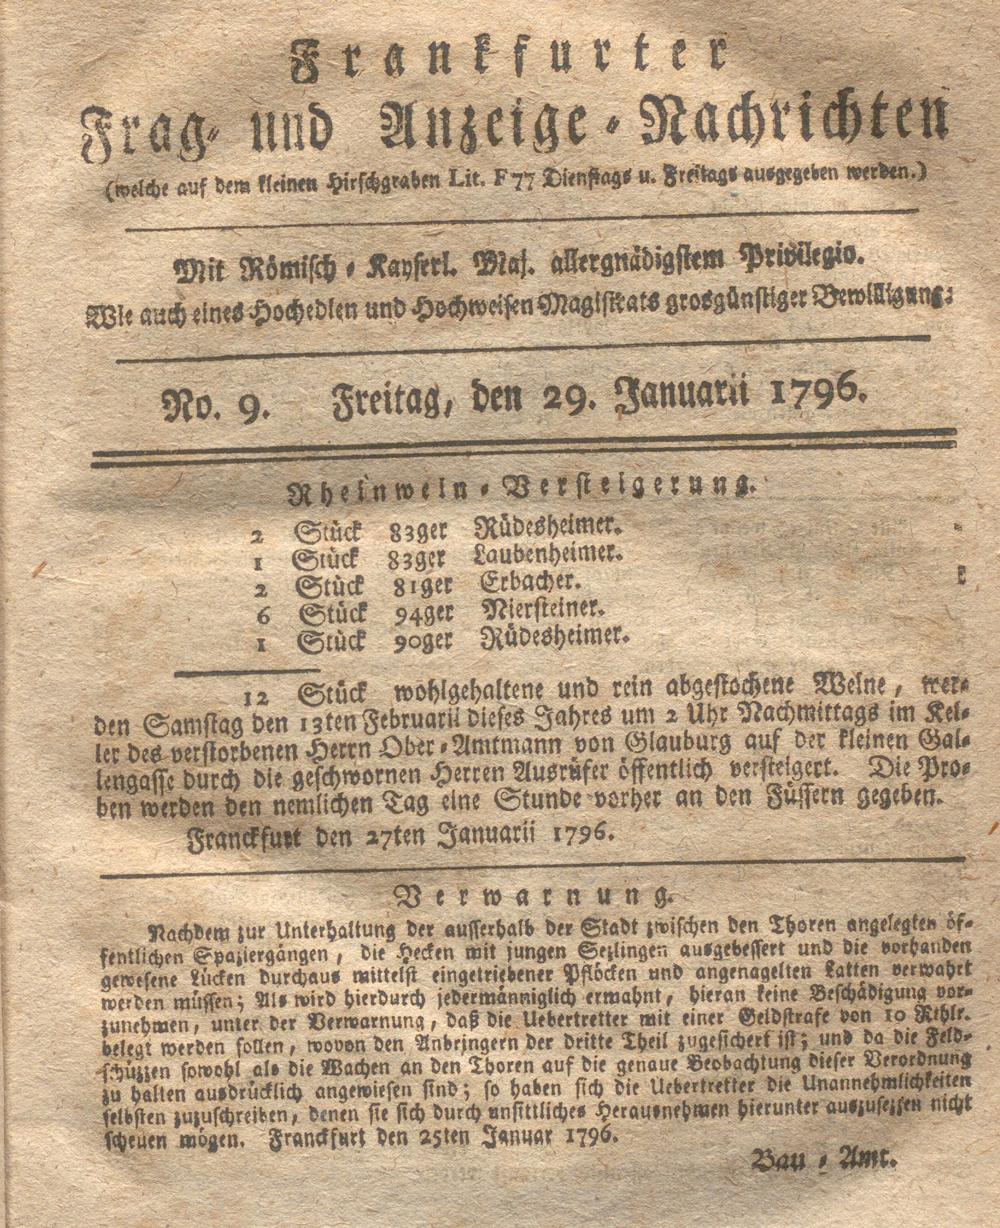 Frankfurter
Frag- und Anzeige-Nachrichten
(welche auf dem kleinen Hirschgraben Lit. F 77 Dienstags u. Freitags ausgegeben werden.)
Mit Römisch-Kayserl. Maj. allergnädigstem Privilegio.
Wie auch eines Hochedlen und Hochweisen Magistrats grosgünstiger Bewilligung:
No. 9. Freitag, den 29. Januarii 1796.
Rheinwein-Versteigerung.
2 Stück 83ger Rüdesheimer.
1 Stück 83ger Laubenheimer.
2 Stück 81ger Erbacher.
6 Stück 94ger Niersteiner.
1 Stück 90ger Rüdesheimer.
12 Stück wohlgehaltene und rein abgestochene Weine, wer-
den Samstag den 13ten Februarii dieses Jahres um 2 Uhr Nachmittags im Kel-
ler des verstorbenen Herrn Ober-Amtmann von Glauburg auf der kleinen Gal-
lengasse durch die geschwornen Herren Ausrüfer öffentlich versteigert. Die Pro-
ben werden den nemlichen Tag eine Stunde vorher an den Füssern gegeben.
Franckfurt den 27ten Januarii 1796.
Verwarnung.
Nachdem zur Unterhaltung der ausserhalb der Stadt zwischen den Thoren angelegten öf-
fentlichen Spaziergängen, die Hecken mit jungen Sezlingen ausgebessert und die vorhanden
gewesene Lücken durchaus mittelst eingetriebener Pflöcken und angenagelten Latten verwahrt
werden müssen; Als wird hierdurch jedermänniglich ermahnt, hieran keine Beschädigung vor-
zunehmen, unter der Verwarnung, daß die Uebertretter mit einer Geldstrafe von 10 Rthlr.
belegt werden sollen, wovon den Anbringern der dritte Theil zugesichert ist; und da die Feld-
schüzzen sowohl als die Wachen an den Thoren auf die genaue Beobachtung dieser Verordnung
zu halten ausdrücklich angewiesen sind; so haben sich die Uebertretter die Unannehmlichkeiten
selbsten zuzuschreiben, denen sie sich durch unsittliches Herausnehmen hierunter auszusezzen nicht
scheuen mögen. Franckfurt den 25ten Januar 1796.
Bau-Amt.